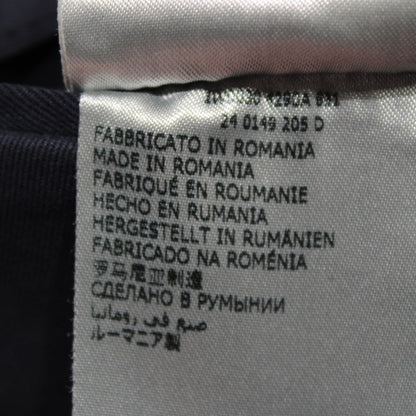 24 0149 205 D
FABBRICATO IN ROMANIA
MADE IN ROMANIA
FABRIQUÉ EN ROUMANIE
HECHO EN RUMANIA
HERGESTELLT IN RUMÄNIEN
FABRICADO NA ROMÉNIA
罗马尼亚制造
СДЕЛАНО В РУМЫНИИ
صنع في رومانيا
ルーマニア製